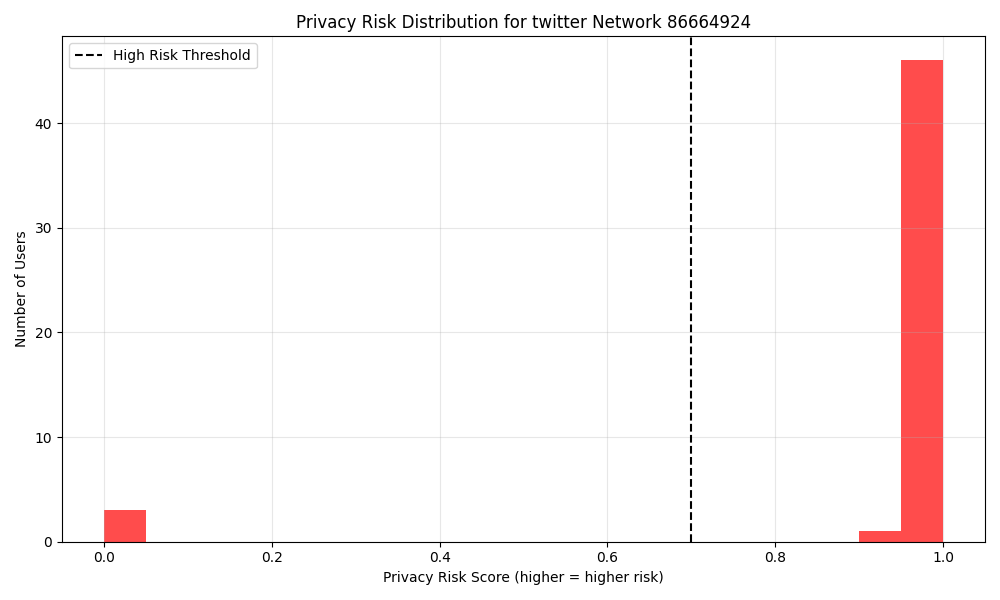 Privacy Risk Distribution for twitter Network 86664924
High Risk Threshold
Number of Users
40
30
20
10
0
0.0 0.2 0.4 0.6 0.8 1.0
Privacy Risk Score (higher = higher risk)